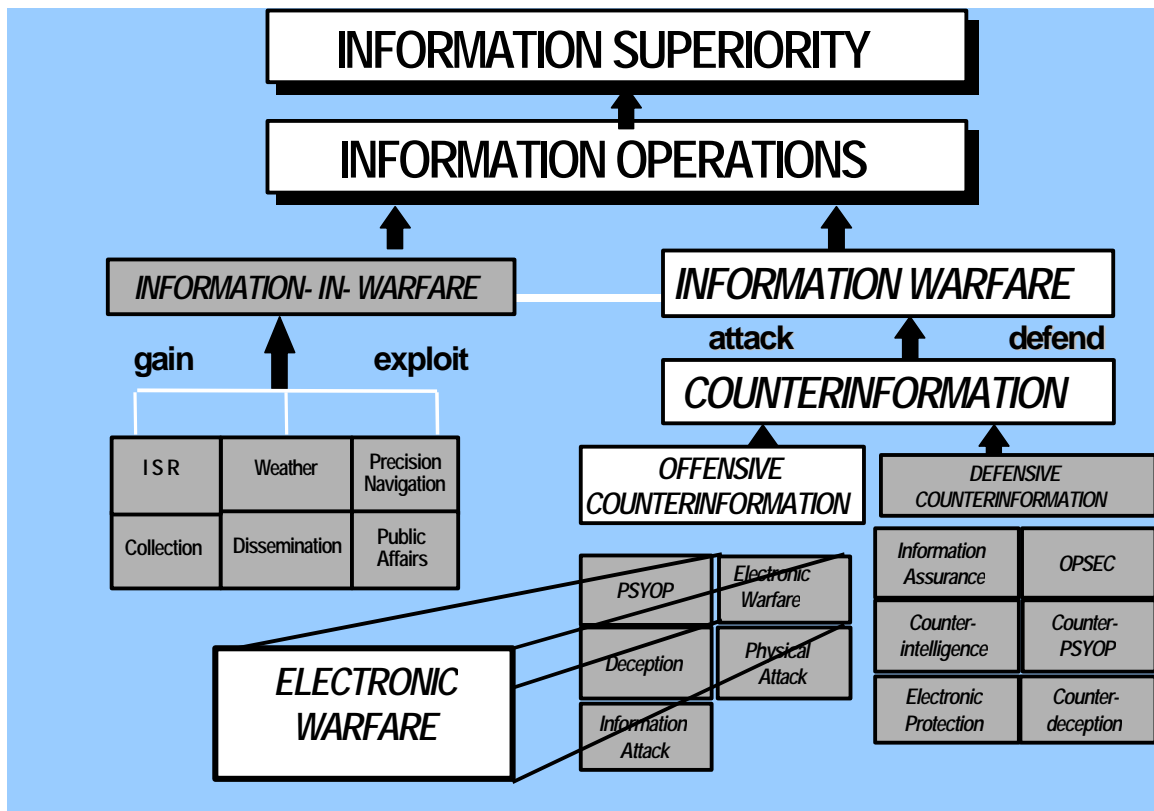 INFORMATION SUPERIORITY
INFORMATION OPERATIONS
INFORMATION- IN- WARFARE
INFORMATION WARFARE
gain
exploit
attack
defend
COUNTERINFORMATION
ISR
Weather
Precision
Navigation
Collection
Dissemination
Public
Affairs
OFFENSIVE
COUNTERINFORMATION
DEFENSIVE
COUNTERINFORMATION
PSYOP
Electronic
Warfare
Deception
Physical
Attack
Information
Attack
Information
Assurance
OPSEC
Counter-
intelligence
Counter-
PSYOP
Electronic
Protection
Counter-
deception
ELECTRONIC
WARFARE